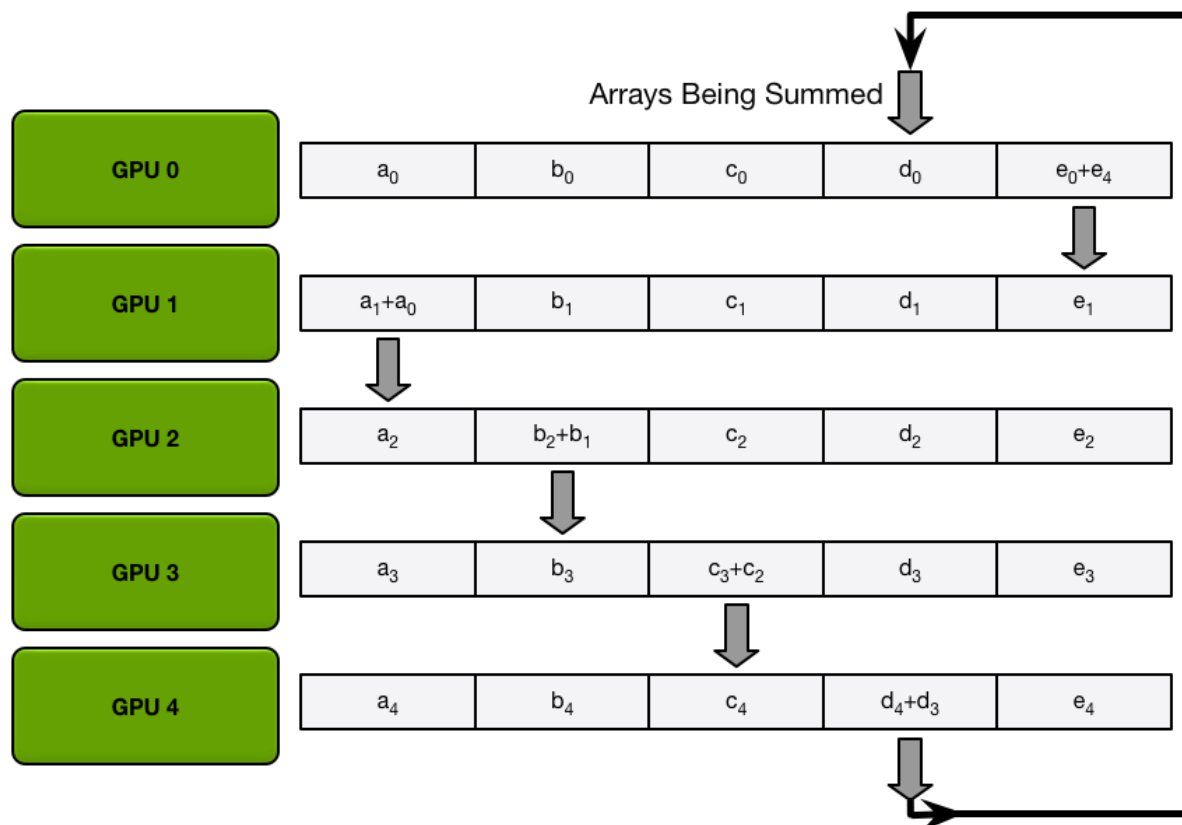 Arrays Being Summed
GPU 0 a₀ b₀ c₀ d₀ e₀+e₄
GPU 1 a₁+a₀ b₁ c₁ d₁ e₁
GPU 2 a₂ b₂+b₁ c₂ d₂ e₂
GPU 3 a₃ b₃ c₃+c₂ d₃ e₃
GPU 4 a₄ b₄ c₄ d₄+d₃ e₄